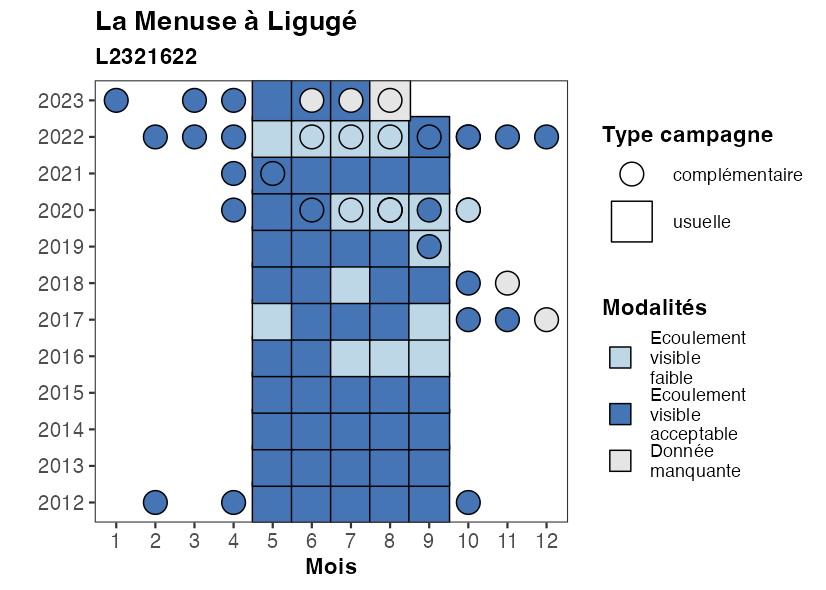 La Menuse à Ligugé
L2321622
2023
2022
2021
2020
2019
2018
2017
2016
2015
2014
2013
2012
1 2 3 4 5 6 7 8 9 10 11 12
Mois
Type campagne
complémentaire
usuelle
Modalités
Ecoulement
visible
faible
Ecoulement
visible
acceptable
Donnée
manquante